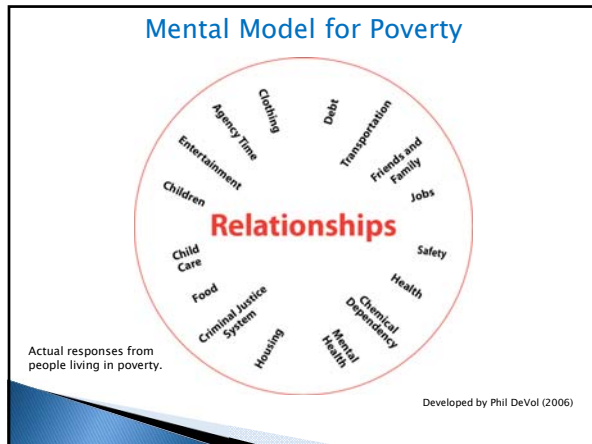 Mental Model for Poverty
Debt
Transportation
Friends and
Family
Jobs
Safety
Health
Chemical
Dependency
Mental
Health
Housing
Criminal Justice
System
Food
Child
Care
Children
Entertainment
Agency Time
Clothing
Relationships
Actual responses from
people living in poverty.
Developed by Phil DeVol (2006)